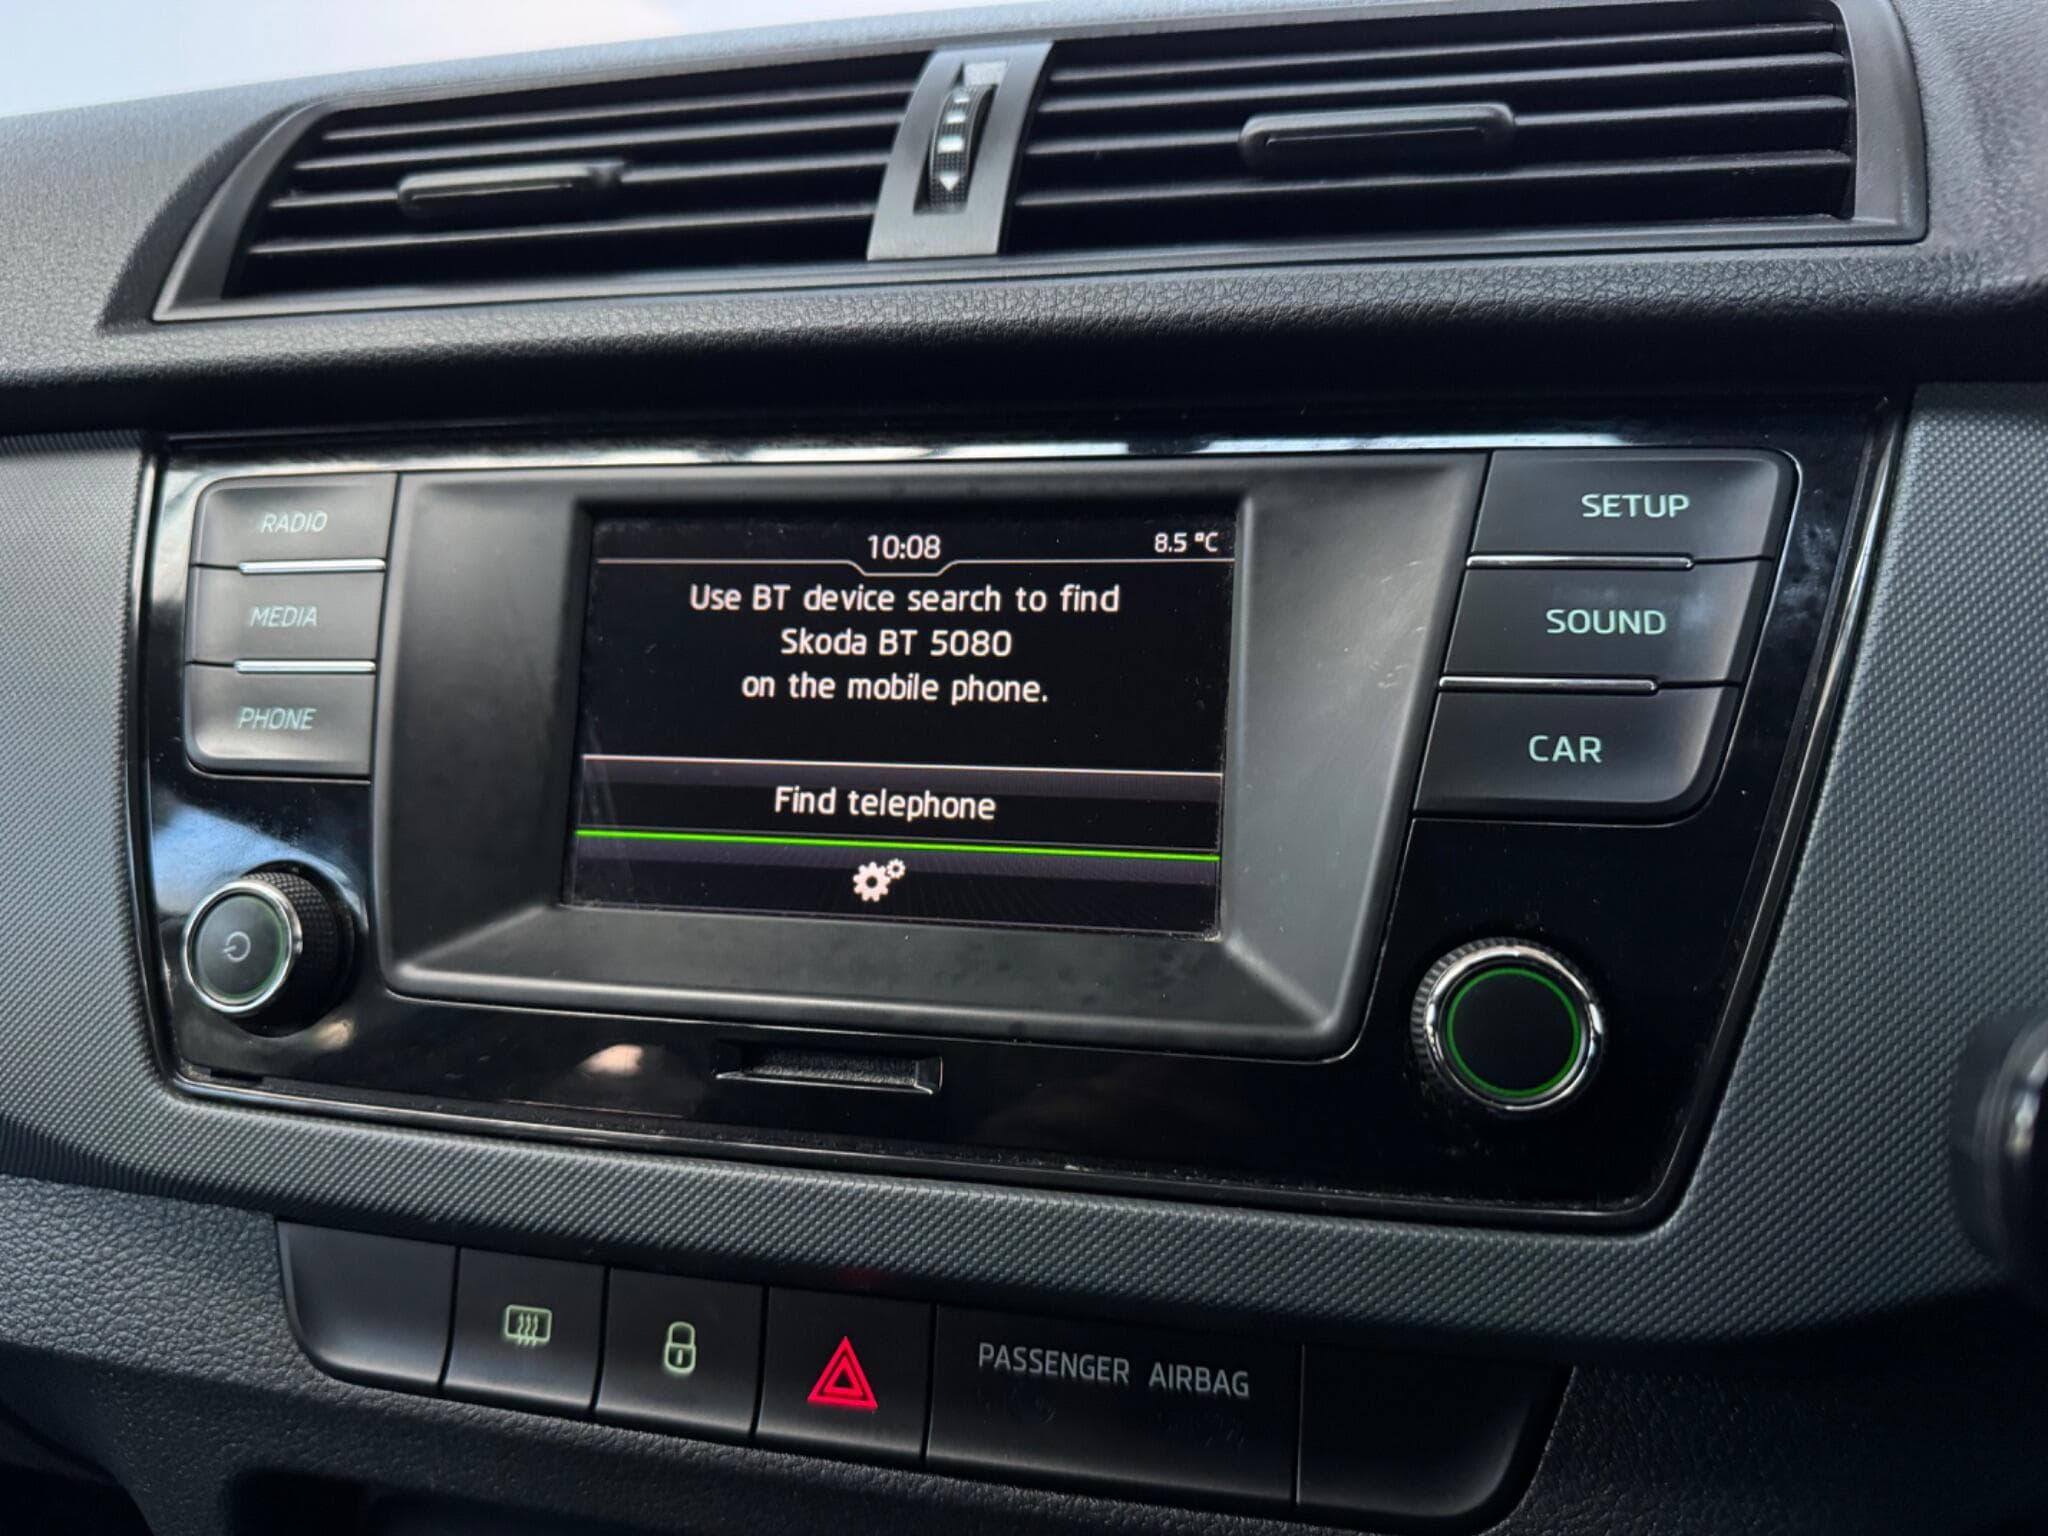 RADIO
MEDIA
PHONE
10:08
8.5 °C
Use BT device search to find
Skoda BT 5080
on the mobile phone.
Find telephone
SETUP
SOUND
CAR
PASSENGER AIRBAG